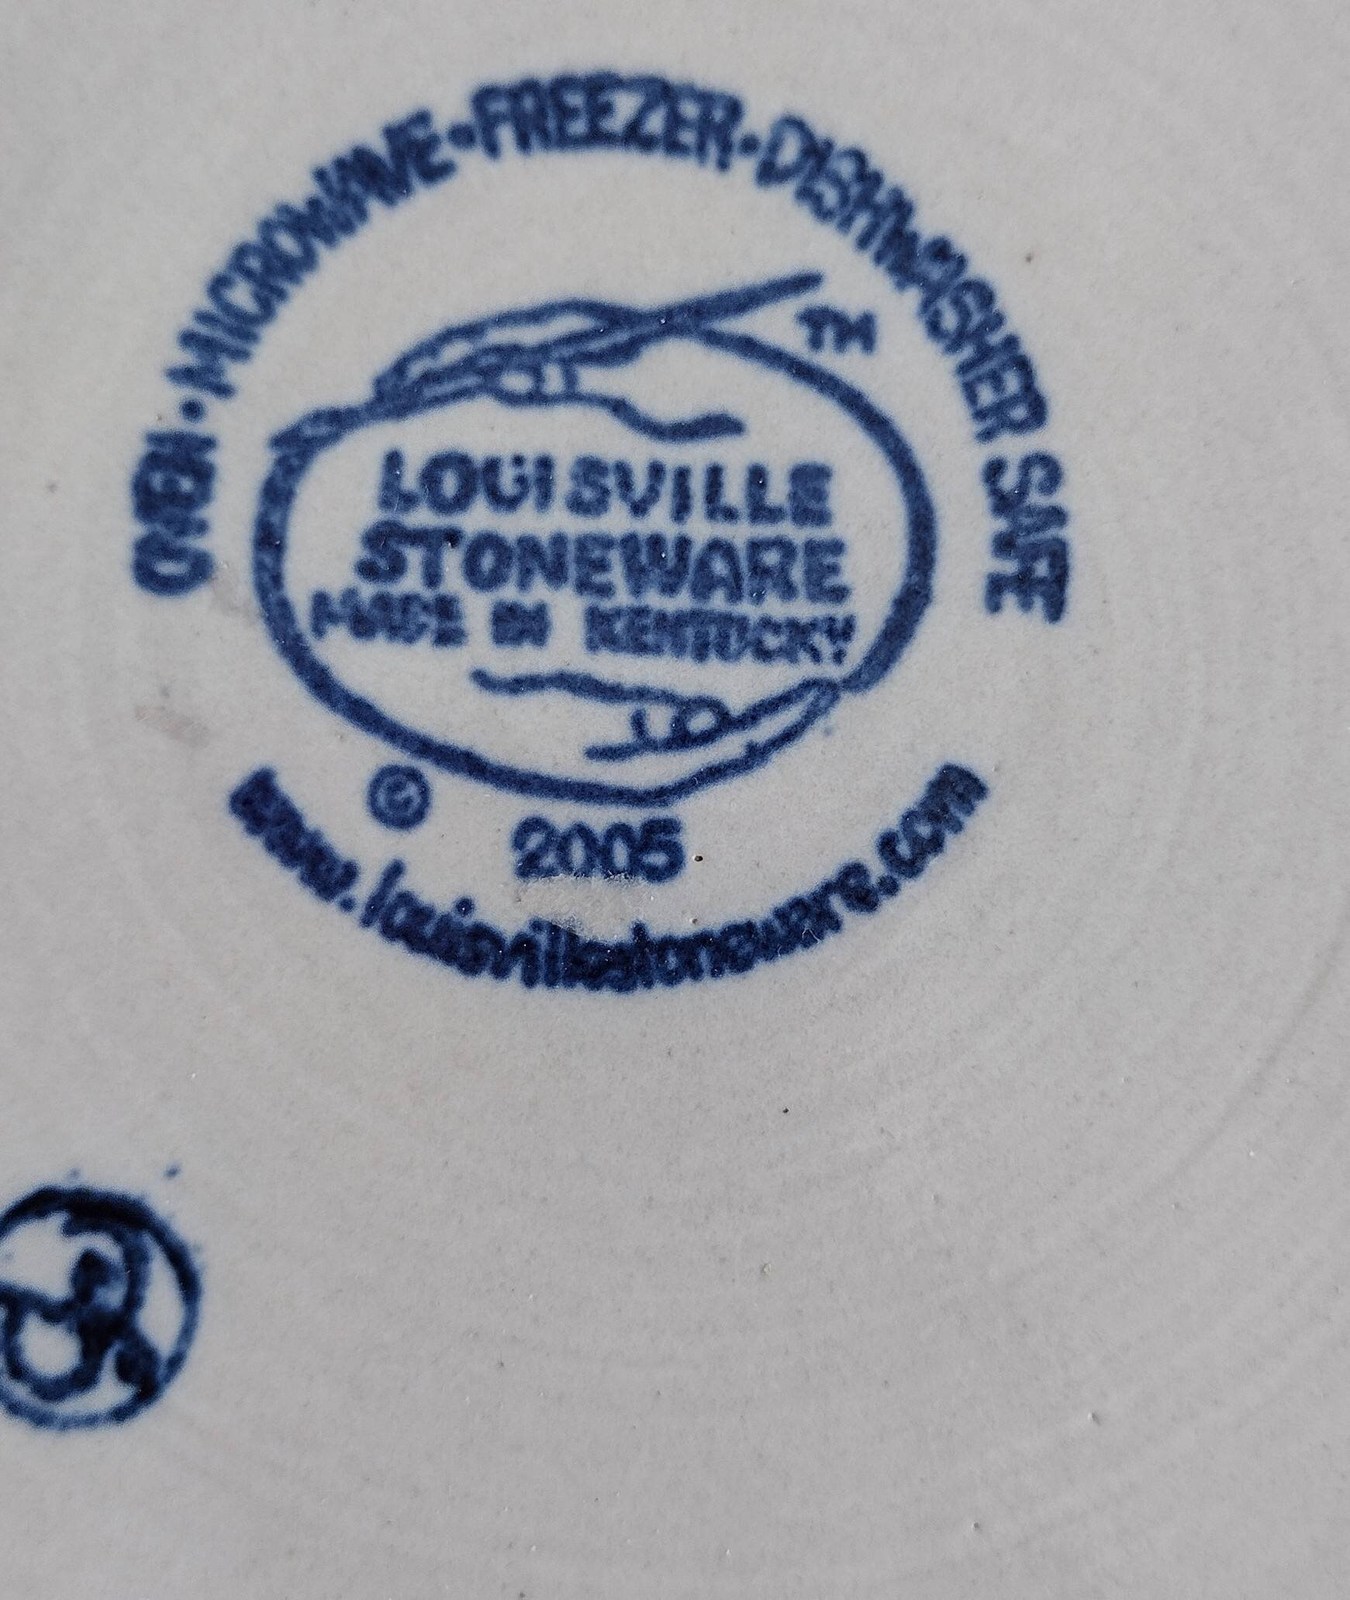 OVEN • MICROWAVE • FREEZER • DISHWASHER SAFE
TM
LOUISVILLE
STONEWARE
MADE IN KENTUCKY
©
2005
www.louisvillestoneware.com